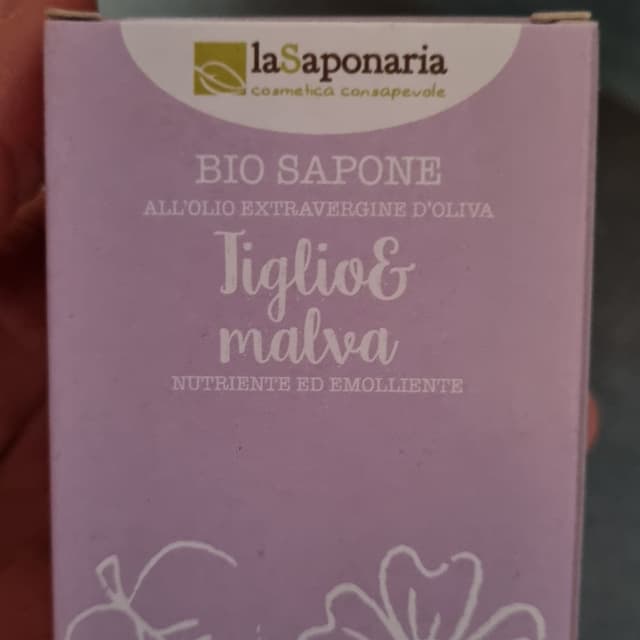 laSaponaria
cosmetica consapevole
BIO SAPONE
ALL'OLIO EXTRAVERGINE D'OLIVA
Tiglio&
malva
NUTRIENTE ED EMOLLIENTE